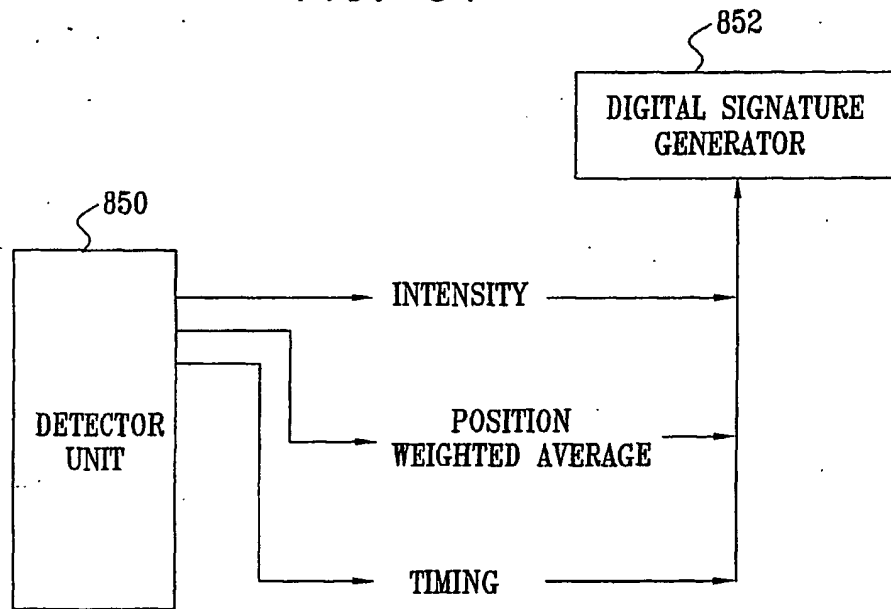 852
DIGITAL SIGNATURE
GENERATOR
850
INTENSITY
DETECTOR
UNIT
POSITION
WEIGHTED AVERAGE
TIMING